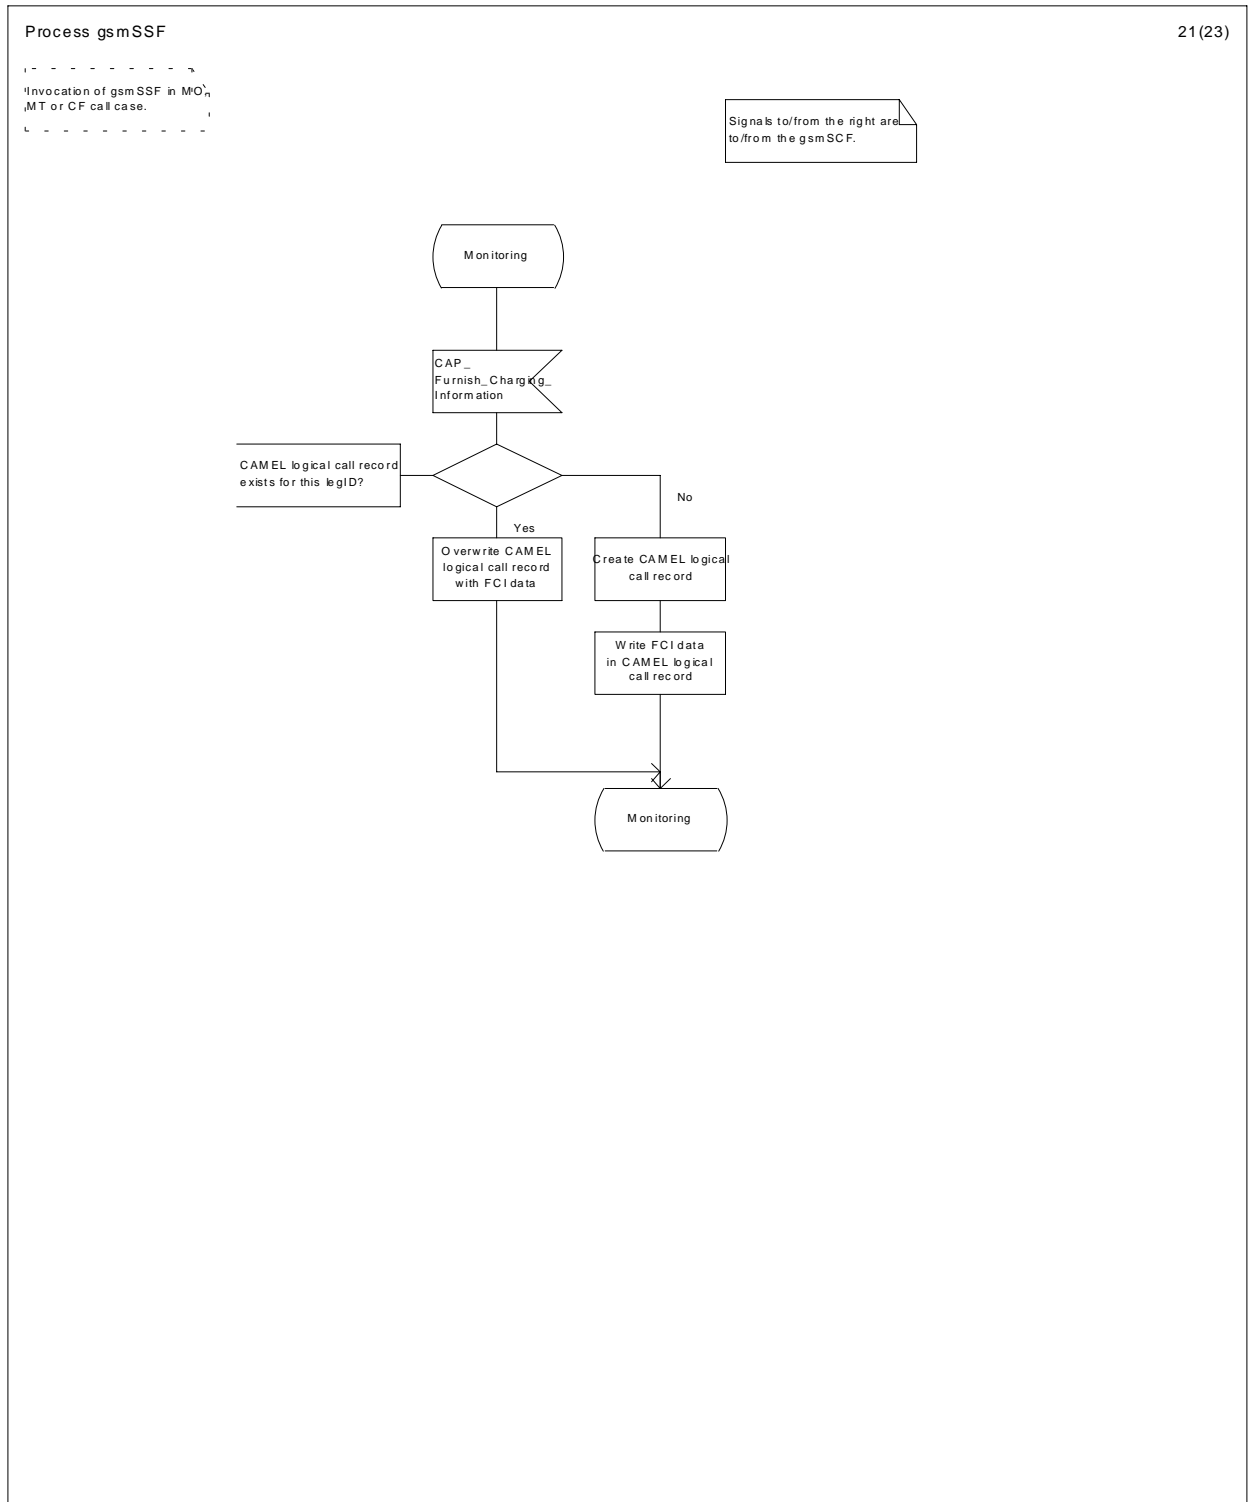 Process gsmSSF
21(23)
Invocation of gsmSSF in MO,
MT or CF call case.
Signals to/from the right are
to/from the gsmSCF.
Monitoring
CAP_
Furnish_Charging_
Information
CAMEL logical call record
exists for this legID?
No
Yes
Overwrite CAMEL
logical call record
with FCI data
Create CAMEL logical
call record
Write FCI data
in CAMEL logical
call record
Monitoring